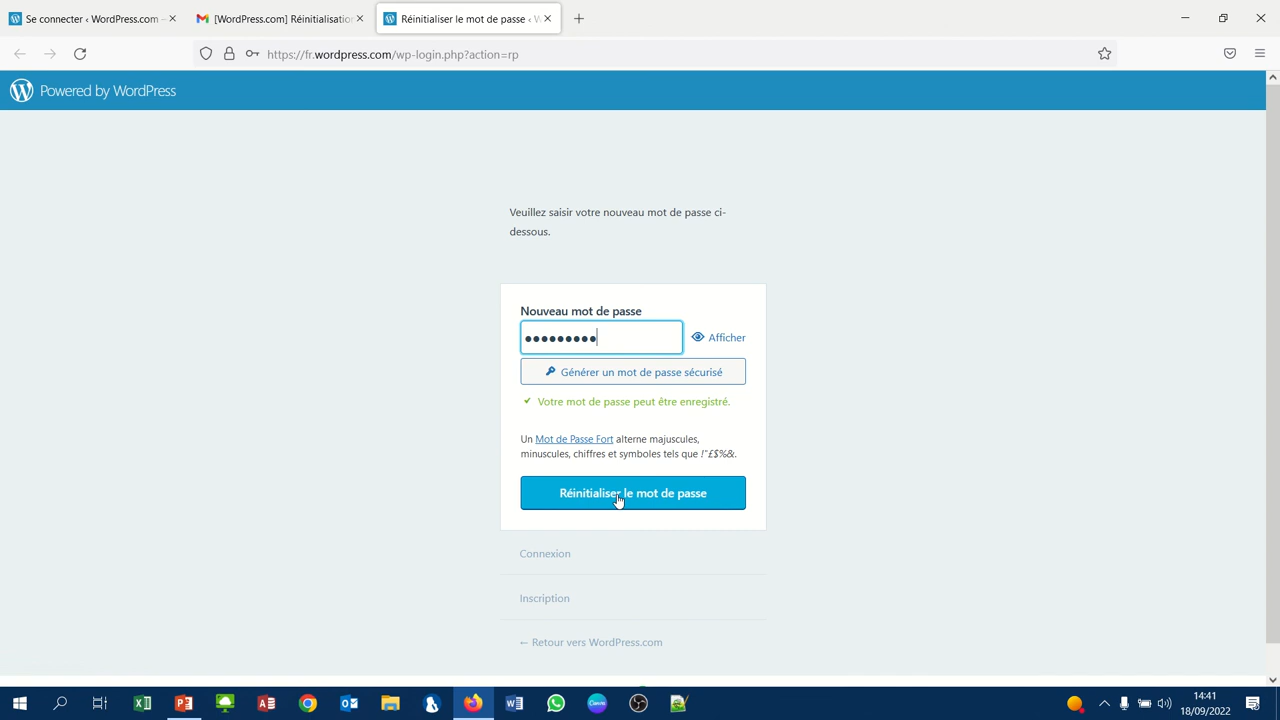 Se connecter ‹ WordPress.com –
[WordPress.com] Réinitialisatio
Réinitialiser le mot de passe ‹ W
https://fr.wordpress.com/wp-login.php?action=rp
Powered by WordPress
Veuillez saisir votre nouveau mot de passe ci-
dessous.
Nouveau mot de passe
Afficher
Générer un mot de passe sécurisé
✔ Votre mot de passe peut être enregistré.
Un Mot de Passe Fort alterne majuscules,
minuscules, chiffres et symboles tels que !"£$%&.
Réinitialiser le mot de passe
Connexion
Inscription
← Retour vers WordPress.com
14:41
18/09/2022